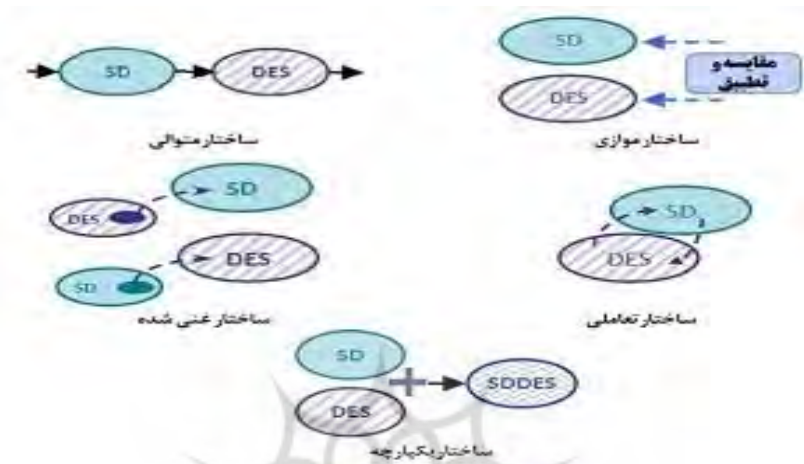 SD DES
SD
مقایسه و
تطبیق
DES
ساختار متوالی
ساختار موازی
SD
DES
DES
SD
ساختار غنی شده
SD
DES
ساختار تعاملی
SD
DES
SDDES
ساختار یکپارچه